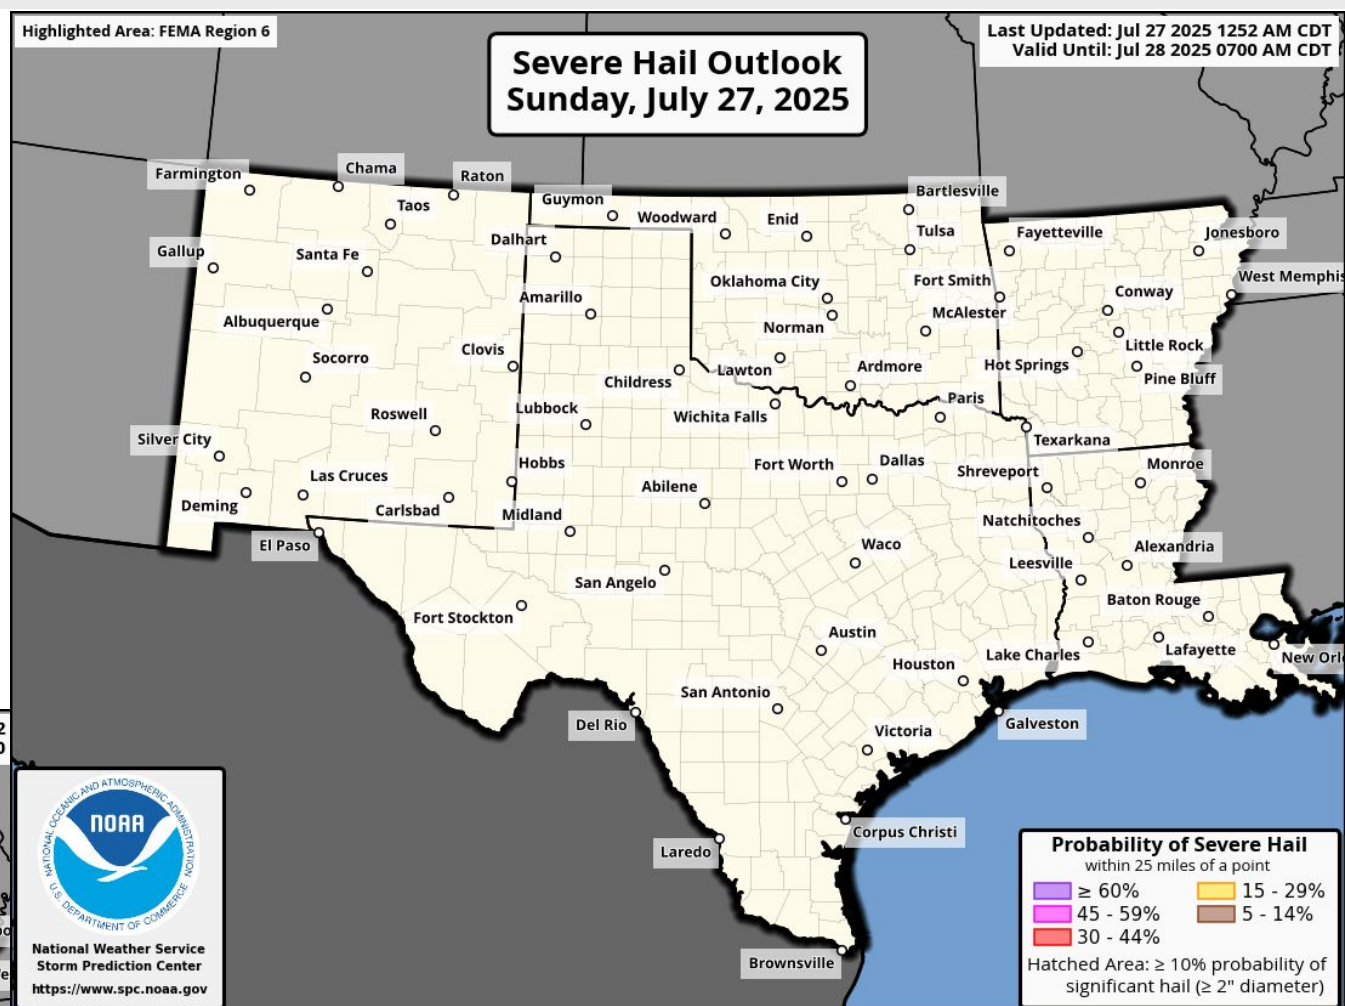 Highlighted Area: FEMA Region 6
Last Updated: Jul 27 2025 1252 AM CDT
Valid Until: Jul 28 2025 0700 AM CDT
Severe Hail Outlook
Sunday, July 27, 2025
Farmington
Chama
Raton
Taos
Guymon
Woodward
Enid
Bartlesville
Tulsa
Fayetteville
Jonesboro
Gallup
Santa Fe
Dalhart
Oklahoma City
Fort Smith
West Memphis
Albuquerque
Amarillo
Norman
McAlester
Conway
Little Rock
Socorro
Clovis
Childress
Lawton
Ardmore
Hot Springs
Pine Bluff
Roswell
Lubbock
Wichita Falls
Paris
Silver City
Texarkana
Las Cruces
Hobbs
Abilene
Fort Worth
Dallas
Shreveport
Monroe
Deming
Carlsbad
Midland
Natchitoches
El Paso
San Angelo
Waco
Leesville
Alexandria
Fort Stockton
Austin
Baton Rouge
Houston
Lake Charles
Lafayette
New Orl
San Antonio
Del Rio
Victoria
Galveston
Laredo
Corpus Christi
Brownsville
2
0
NATIONAL OCEANIC AND ATMOSPHERIC ADMINISTRATION
NOAA
U.S. DEPARTMENT OF COMMERCE
National Weather Service
Storm Prediction Center
https://www.spc.noaa.gov
Probability of Severe Hail
within 25 miles of a point
≥ 60%
15 - 29%
45 - 59%
5 - 14%
30 - 44%
Hatched Area: ≥ 10% probability of
significant hail (≥ 2" diameter)